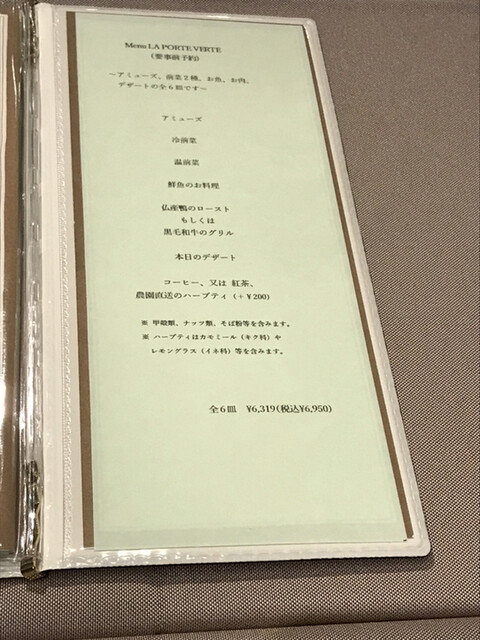 Menu LA PORTE VERTE
（要事前予約）
～アミューズ、前菜２種、お魚、お肉、
デザートの全６皿です～
アミューズ
冷前菜
温前菜
鮮魚のお料理
仏産鴨のロースト
もしくは
黒毛和牛のグリル
本日のデザート
コーヒー、又は 紅茶、
農園直送のハーブティ（＋￥200）
※ 甲殻類、ナッツ類、そば粉等を含みます。
※ ハーブティはカモミール（キク科）や
レモングラス（イネ科）等を含みます。
全６皿 ¥6,319(税込¥6,950)